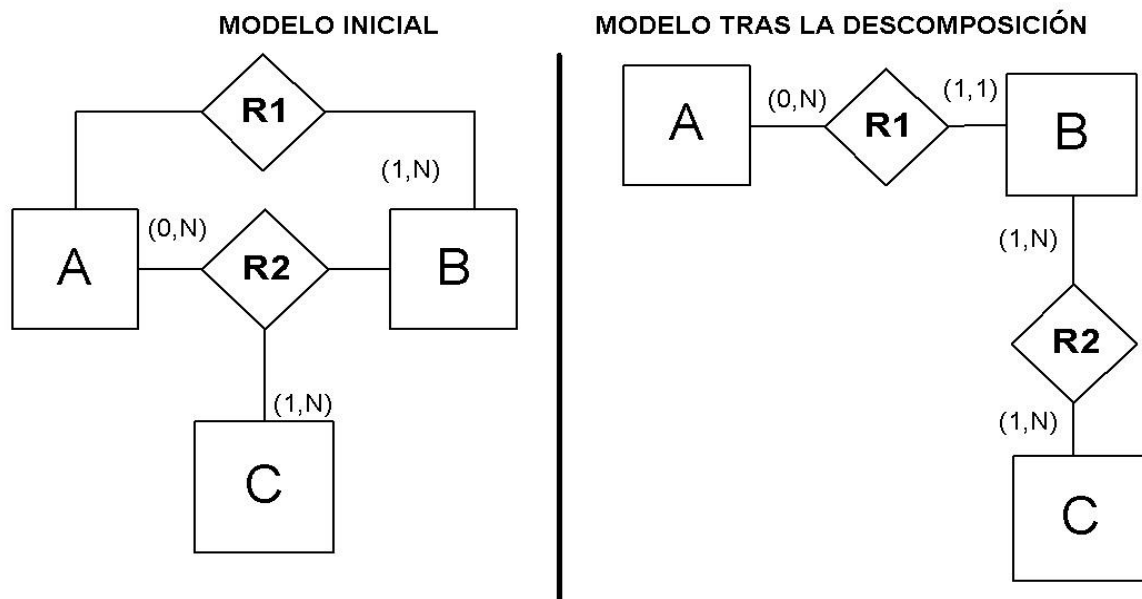 MODELO INICIAL
R1
(1,N)
(0,N)
A
R2
B
(1,N)
C
MODELO TRAS LA DESCOMPOSICIÓN
A
(0,N)
R1
(1,1)
B
(1,N)
R2
(1,N)
C